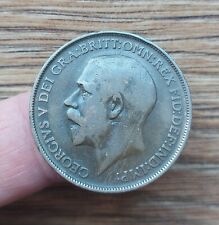 GEORGIVS V DEI GRA: BRITT: OMN: REX FID: DEF: IND: IMP: